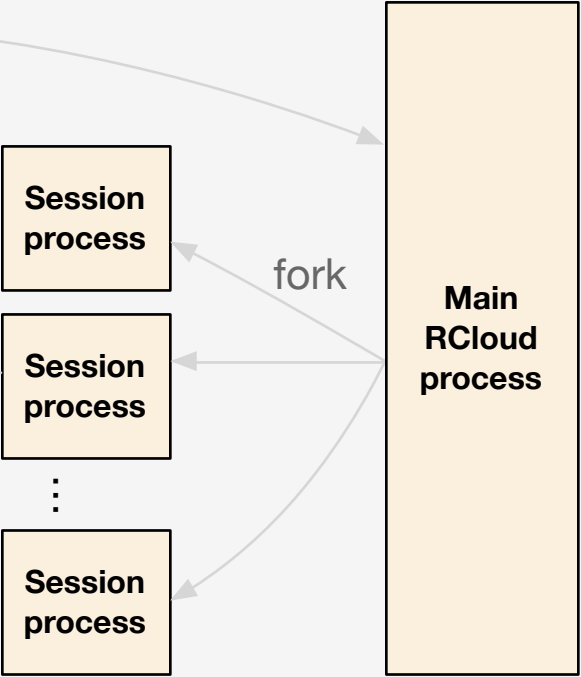 Session
process
fork
Main
RCloud
process
Session
process
⋮
Session
process